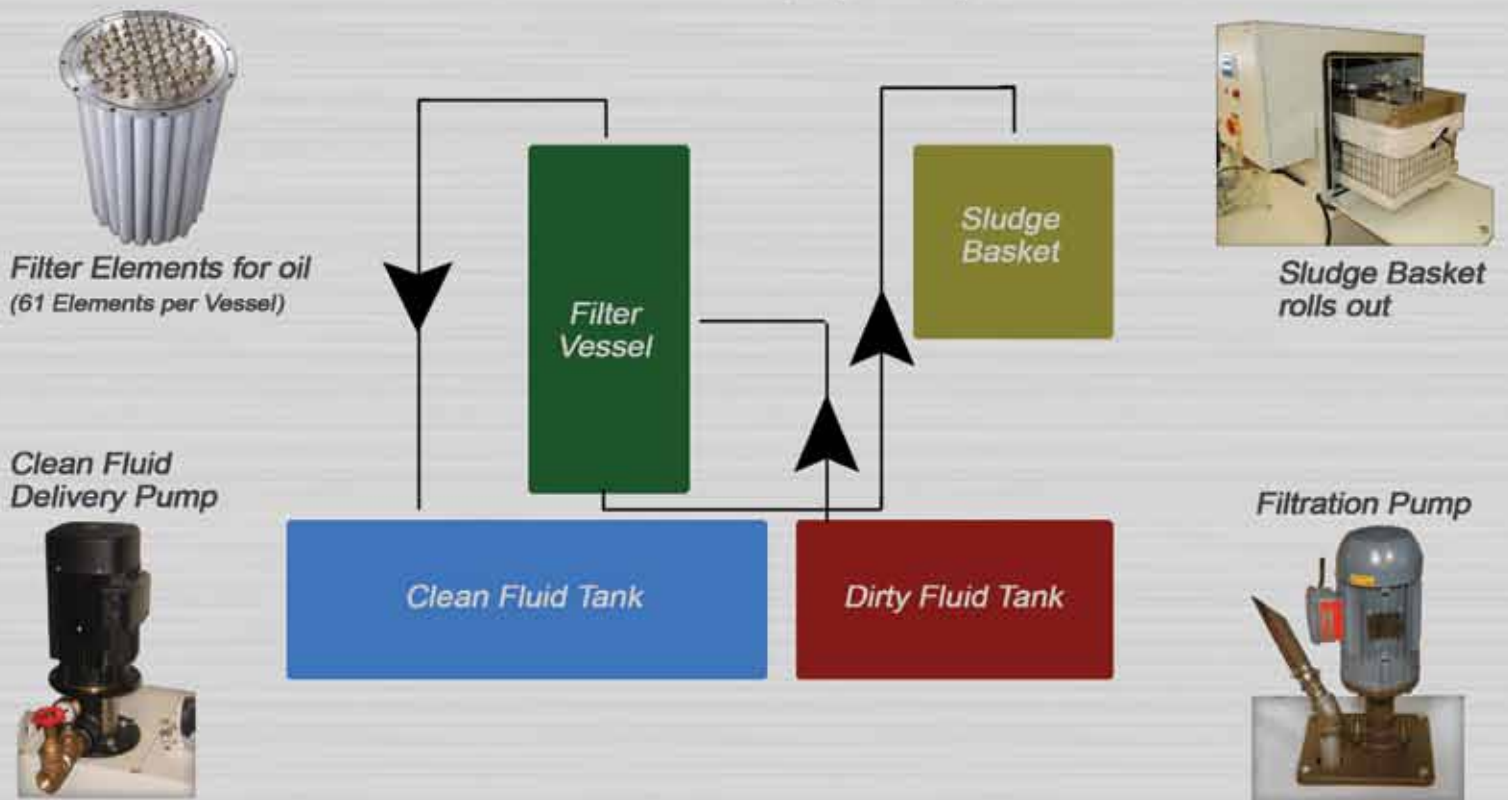 Filter Elements for oil
(61 Elements per Vessel)
Filter
Vessel
Sludge
Basket
Sludge Basket
rolls out
Clean Fluid
Delivery Pump
Filtration Pump
Clean Fluid Tank
Dirty Fluid Tank